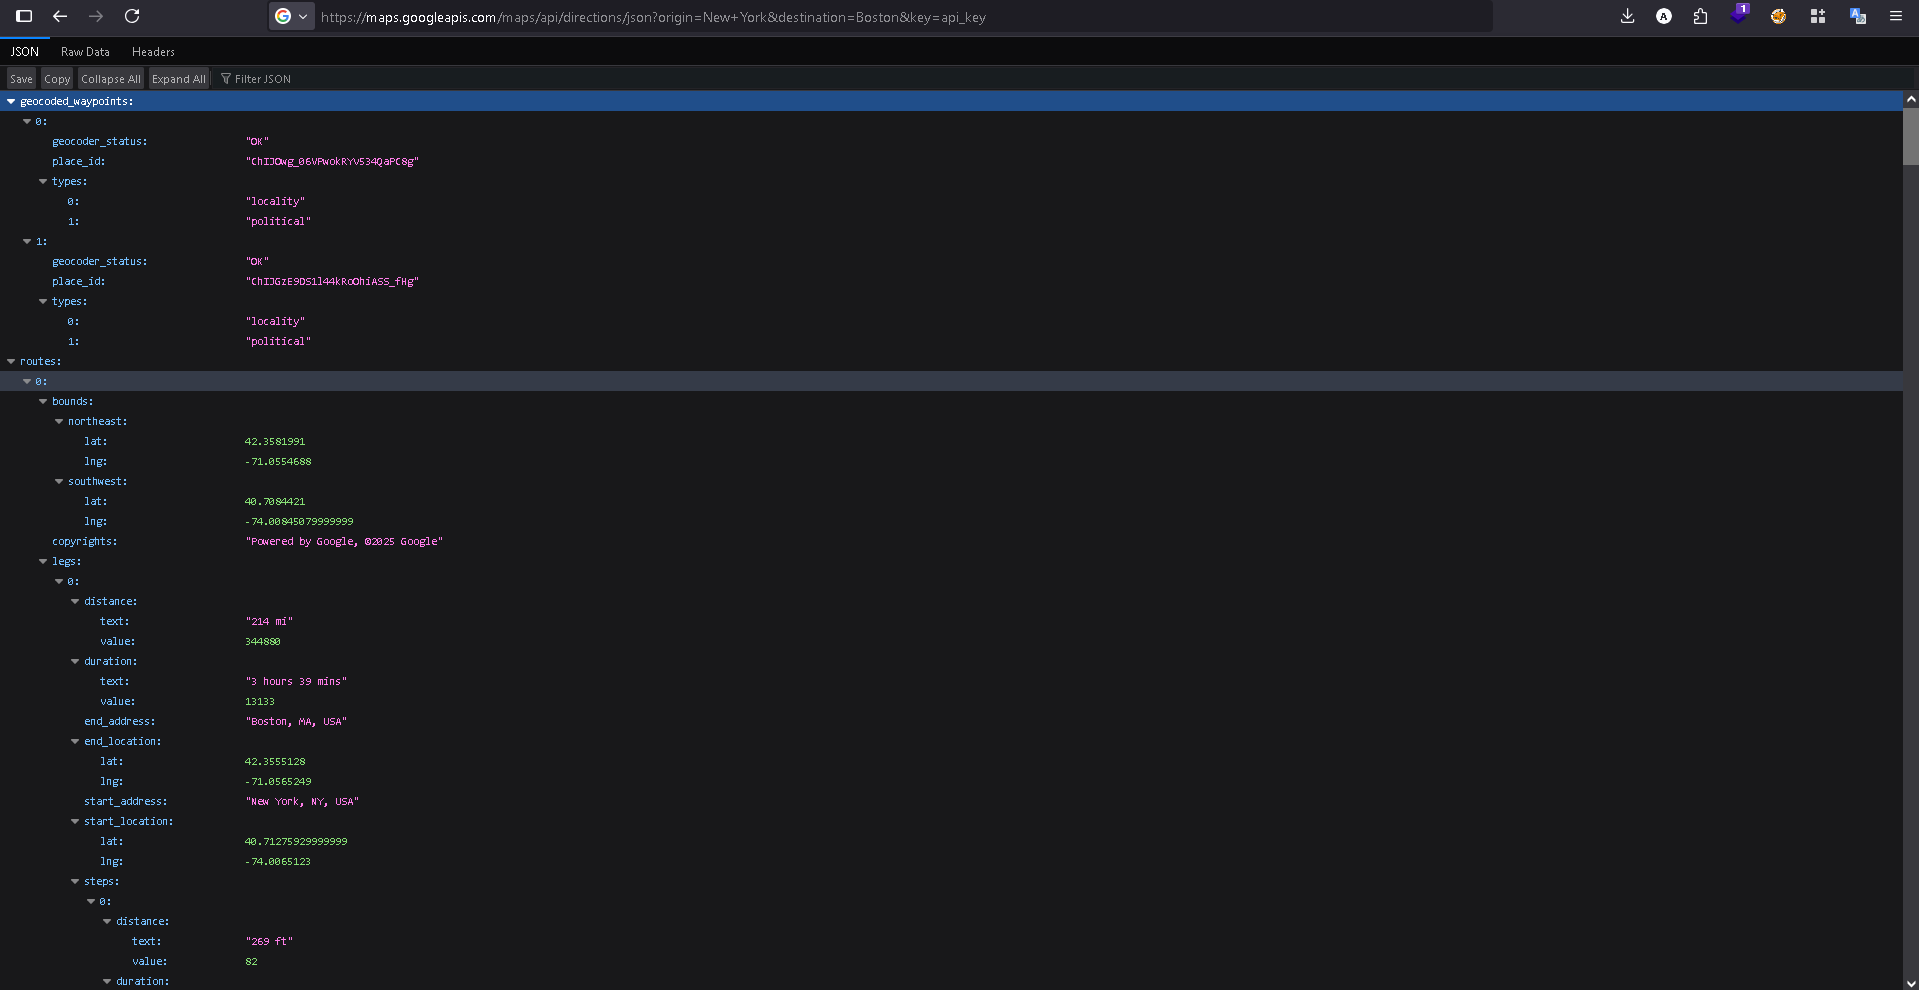 https://maps.googleapis.com/maps/api/directions/json?origin=New+York&destination=Boston&key=api_key
A
1
JSON Raw Data Headers
Save Copy Collapse All Expand All Filter JSON
geocoded_waypoints:
0:
geocoder_status: "OK"
place_id: "ChIJOwg_06VPwokRYv534QaPC8g"
types:
0: "locality"
1: "political"
1:
geocoder_status: "OK"
place_id: "ChIJGzE9DS1l44kRoOhiASS_fHg"
types:
0: "locality"
1: "political"
routes:
0:
bounds:
northeast:
lat: 42.3581991
lng: -71.0554688
southwest:
lat: 40.7084421
lng: -74.00845079999999
copyrights: "Powered by Google, ©2025 Google"
legs:
0:
distance:
text: "214 mi"
value: 344880
duration:
text: "3 hours 39 mins"
value: 13133
end_address: "Boston, MA, USA"
end_location:
lat: 42.3555128
lng: -71.0565249
start_address: "New York, NY, USA"
start_location:
lat: 40.71275929999999
lng: -74.0065123
steps:
0:
distance:
text: "269 ft"
value: 82
duration: